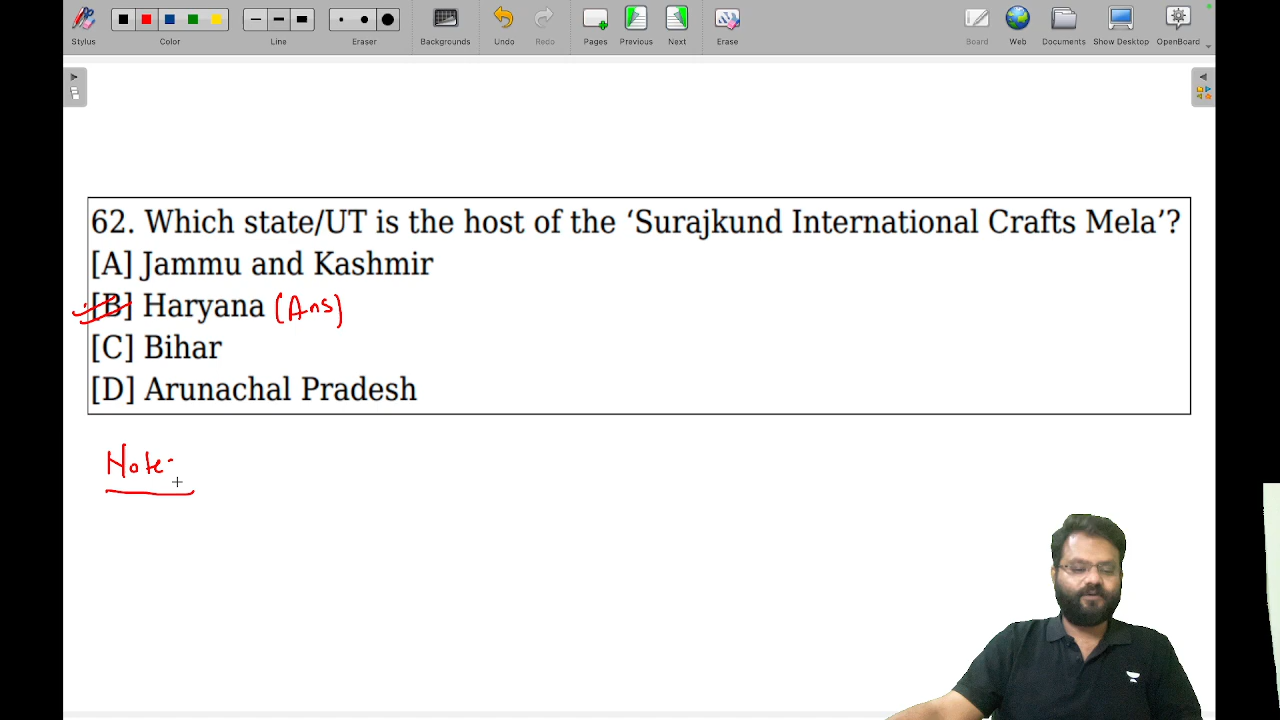 Stylus
Color
Line
Eraser
Backgrounds
Undo
Redo
Pages
Previous
Next
Erase
Board
Web
Documents
Show Desktop
OpenBoard
62. Which state/UT is the host of the ‘Surajkund International Crafts Mela’?
[A] Jammu and Kashmir
[B] Haryana (Ans)
[C] Bihar
[D] Arunachal Pradesh
Note-